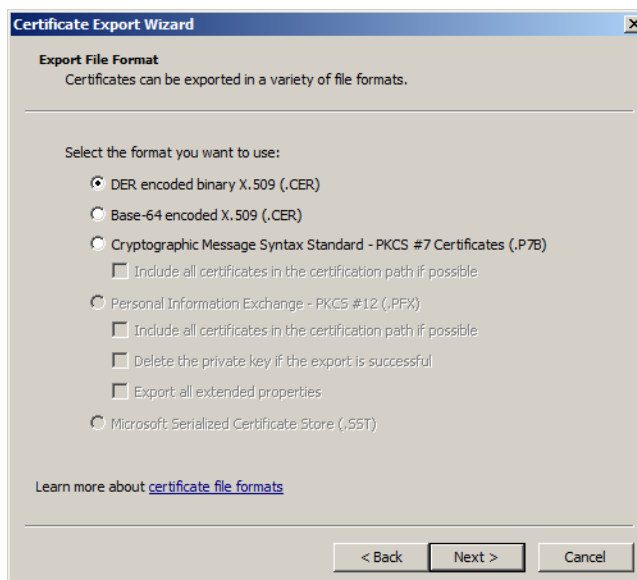 Certificate Export Wizard
Export File Format
Certificates can be exported in a variety of file formats.
Select the format you want to use:
DER encoded binary X.509 (.CER)
Base-64 encoded X.509 (.CER)
Cryptographic Message Syntax Standard - PKCS #7 Certificates (.P7B)
Include all certificates in the certification path if possible
Personal Information Exchange - PKCS #12 (.PFX)
Include all certificates in the certification path if possible
Delete the private key if the export is successful
Export all extended properties
Microsoft Serialized Certificate Store (.SST)
Learn more about certificate file formats
< Back Next > Cancel